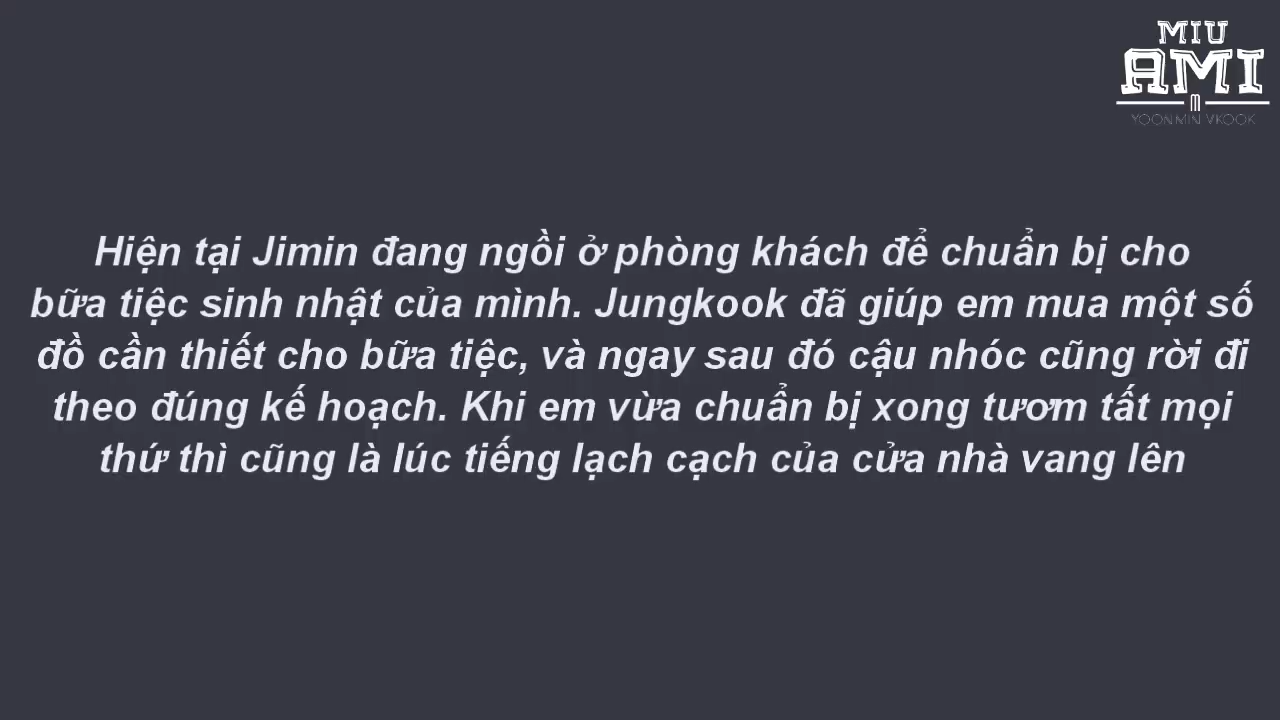 MIU
AMI
M
YOONMIN VKOOK
Hiện tại Jimin đang ngồi ở phòng khách để chuẩn bị cho
bữa tiệc sinh nhật của mình. Jungkook đã giúp em mua một số
đồ cần thiết cho bữa tiệc, và ngay sau đó cậu nhóc cũng rời đi
theo đúng kế hoạch. Khi em vừa chuẩn bị xong tươm tất mọi
thứ thì cũng là lúc tiếng lạch cạch của cửa nhà vang lên